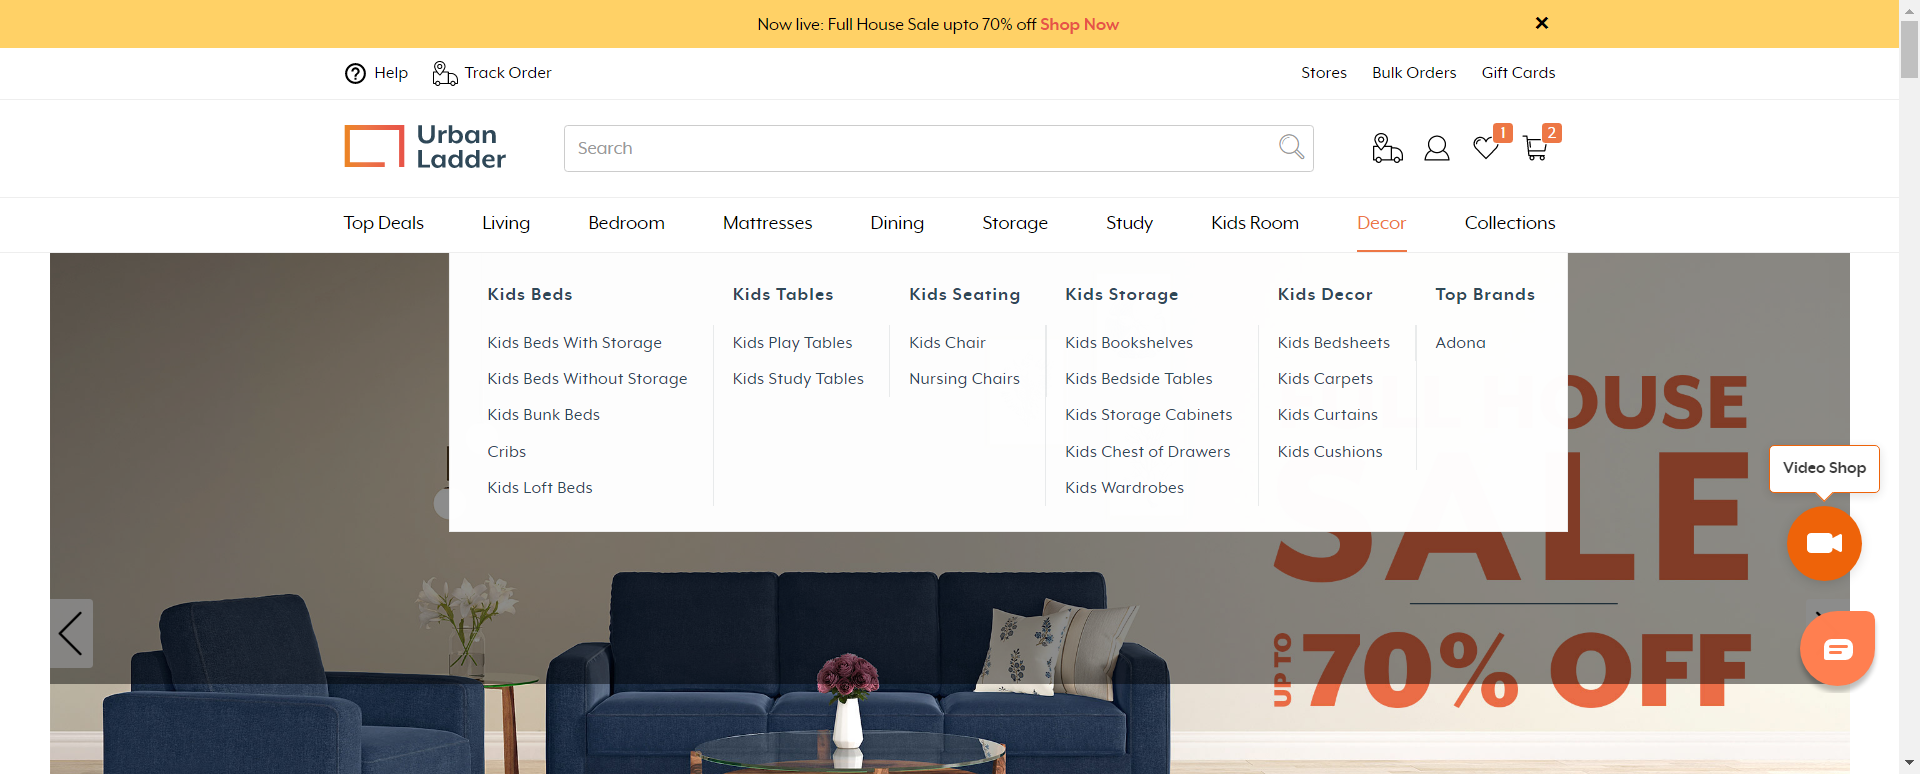 Now live: Full House Sale upto 70% off Shop Now
Help
Track Order
Stores
Bulk Orders
Gift Cards
Urban
Ladder
Search
1
2
Top Deals
Living
Bedroom
Mattresses
Dining
Storage
Study
Kids Room
Decor
Collections
Kids Beds
Kids Beds With Storage
Kids Beds Without Storage
Kids Bunk Beds
Cribs
Kids Loft Beds
Kids Tables
Kids Play Tables
Kids Study Tables
Kids Seating
Kids Chair
Nursing Chairs
Kids Storage
Kids Bookshelves
Kids Bedside Tables
Kids Storage Cabinets
Kids Chest of Drawers
Kids Wardrobes
Kids Decor
Kids Bedsheets
Kids Carpets
Kids Curtains
Kids Cushions
Top Brands
Adona
HOUSE
SALE
UP TO
70% OFF
Video Shop